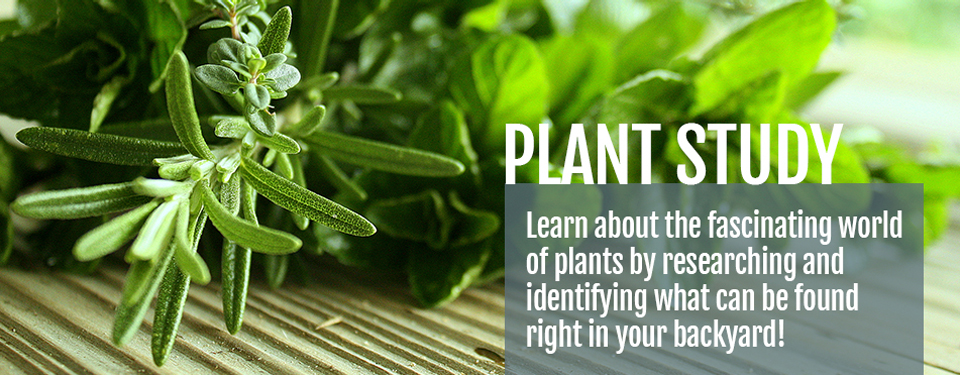 PLANT STUDY
Learn about the fascinating world
of plants by researching and
identifying what can be found
right in your backyard!